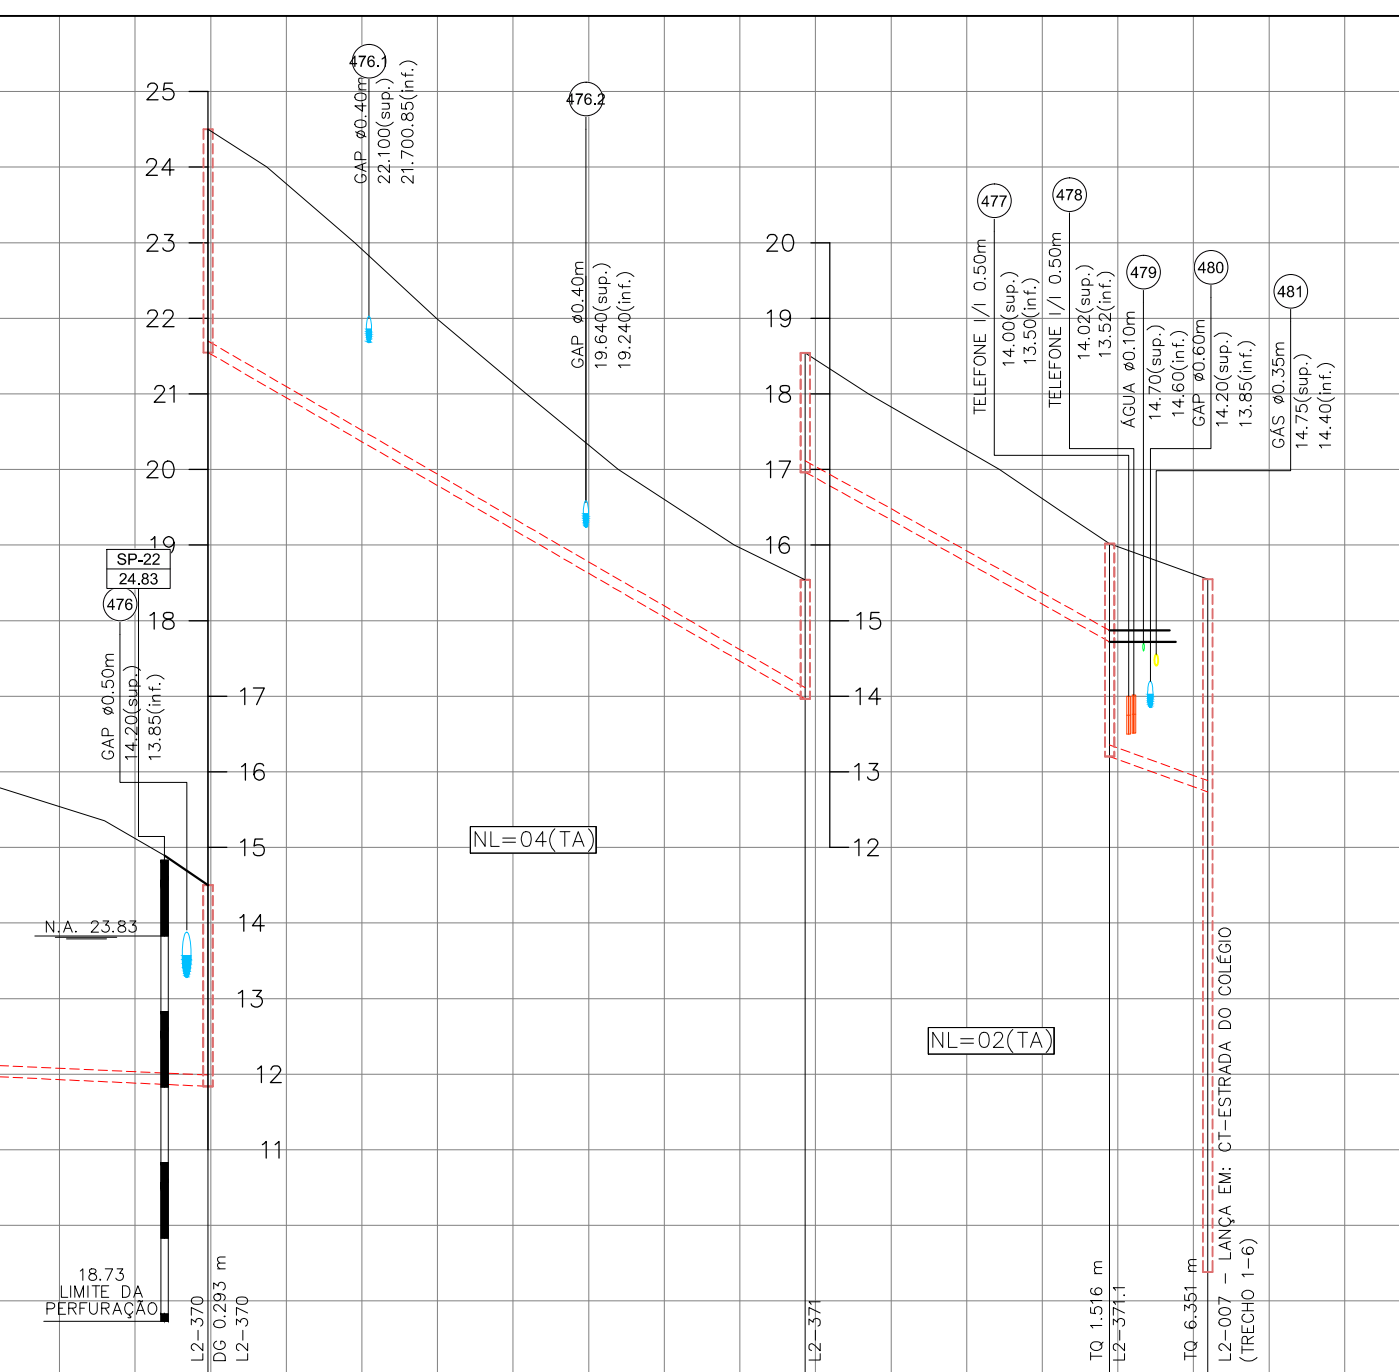 476.1
GAP ø0.40m
22.100(sup.)
21.700.85(inf.)
476.2
GAP ø0.40m
19.640(sup.)
19.240(inf.)
477
TELEFONE I/I 0.50m
14.00(sup.)
13.50(inf.)
478
TELEFONE I/I 0.50m
14.02(sup.)
13.52(inf.)
479
ÁGUA ø0.10m
14.70(sup.)
14.60(inf.)
480
GAP ø0.60m
14.20(sup.)
13.85(inf.)
481
GÁS ø0.35m
14.75(sup.)
14.40(inf.)
25
24
23
22
21
20
19
18
17
16
15
14
13
12
11
20
19
18
17
16
15
14
13
12
SP-22
24.83
476
GAP ø0.50m
14.20(sup.)
13.85(inf.)
N.A. 23.83
NL=04(TA)
NL=02(TA)
18.73
LIMITE DA
PERFURAÇÃO
L2-370
DG 0.293 m
L2-370
L2-371
TQ 1.516 m
L2-371.1
TQ 6.351 m
L2-007 - LANÇA EM: CT-ESTRADA DO COLÉGIO
(TRECHO 1-6)